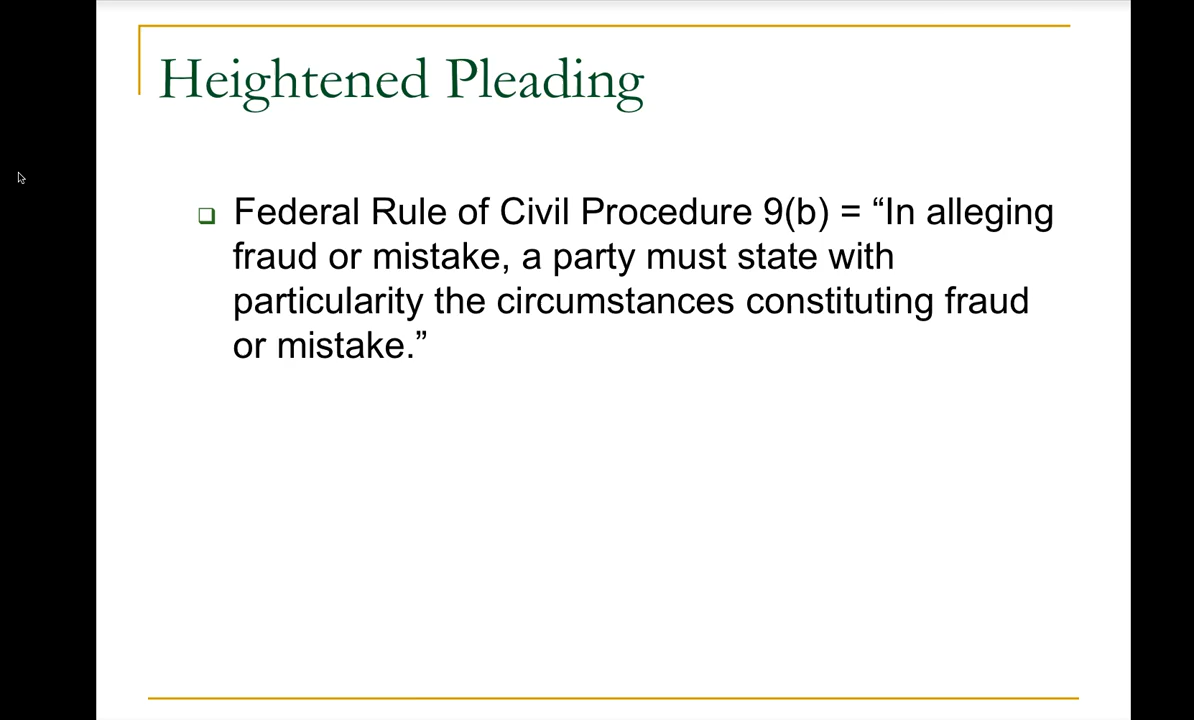 Heightened Pleading
Federal Rule of Civil Procedure 9(b) = “In alleging
fraud or mistake, a party must state with
particularity the circumstances constituting fraud
or mistake.”